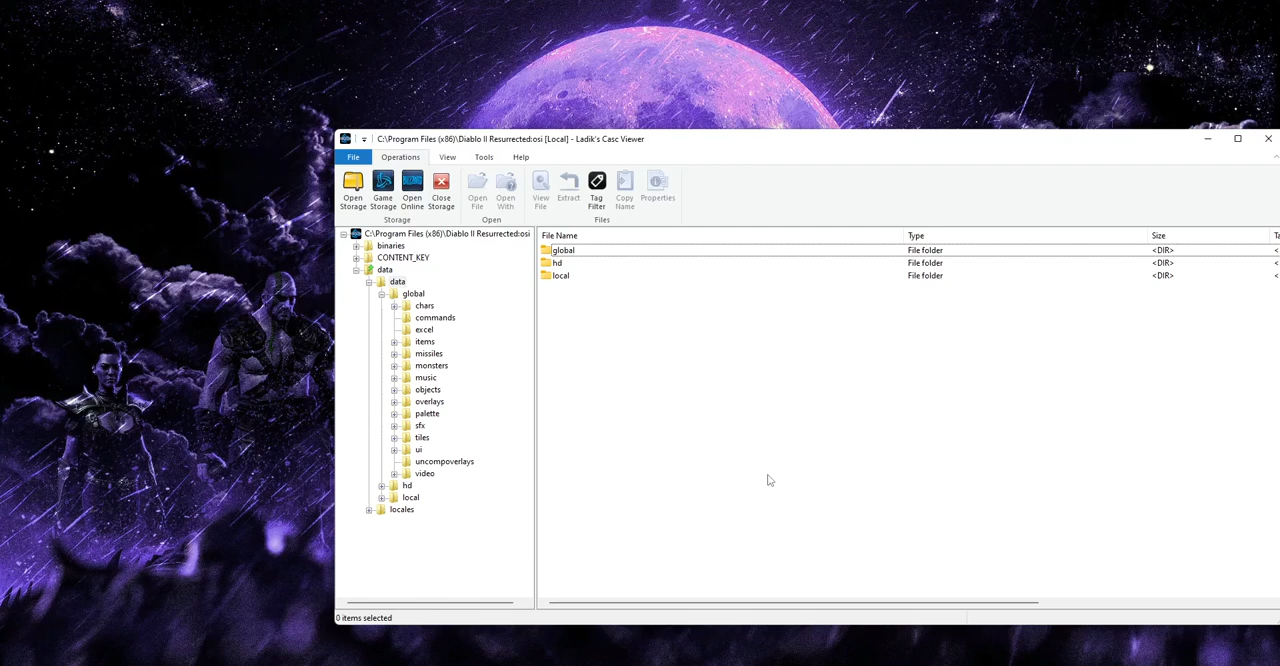 C:\Program Files (x86)\Diablo II Resurrected:osi [Local] - Ladik's Casc Viewer
File Operations View Tools Help
Open Storage Game Storage Open Online Close Storage Open File Open With View File Extract Tag Filter Copy Name Properties
Storage Open Files
C:\Program Files (x86)\Diablo II Resurrected:osi
binaries
CONTENT_KEY
data
data
global
chars
commands
excel
items
missiles
monsters
music
objects
overlays
palette
sfx
tiles
ui
uncompoverlays
video
hd
local
locales
File Name Type Size
global File folder <DIR>
hd File folder <DIR>
local File folder <DIR>
0 items selected